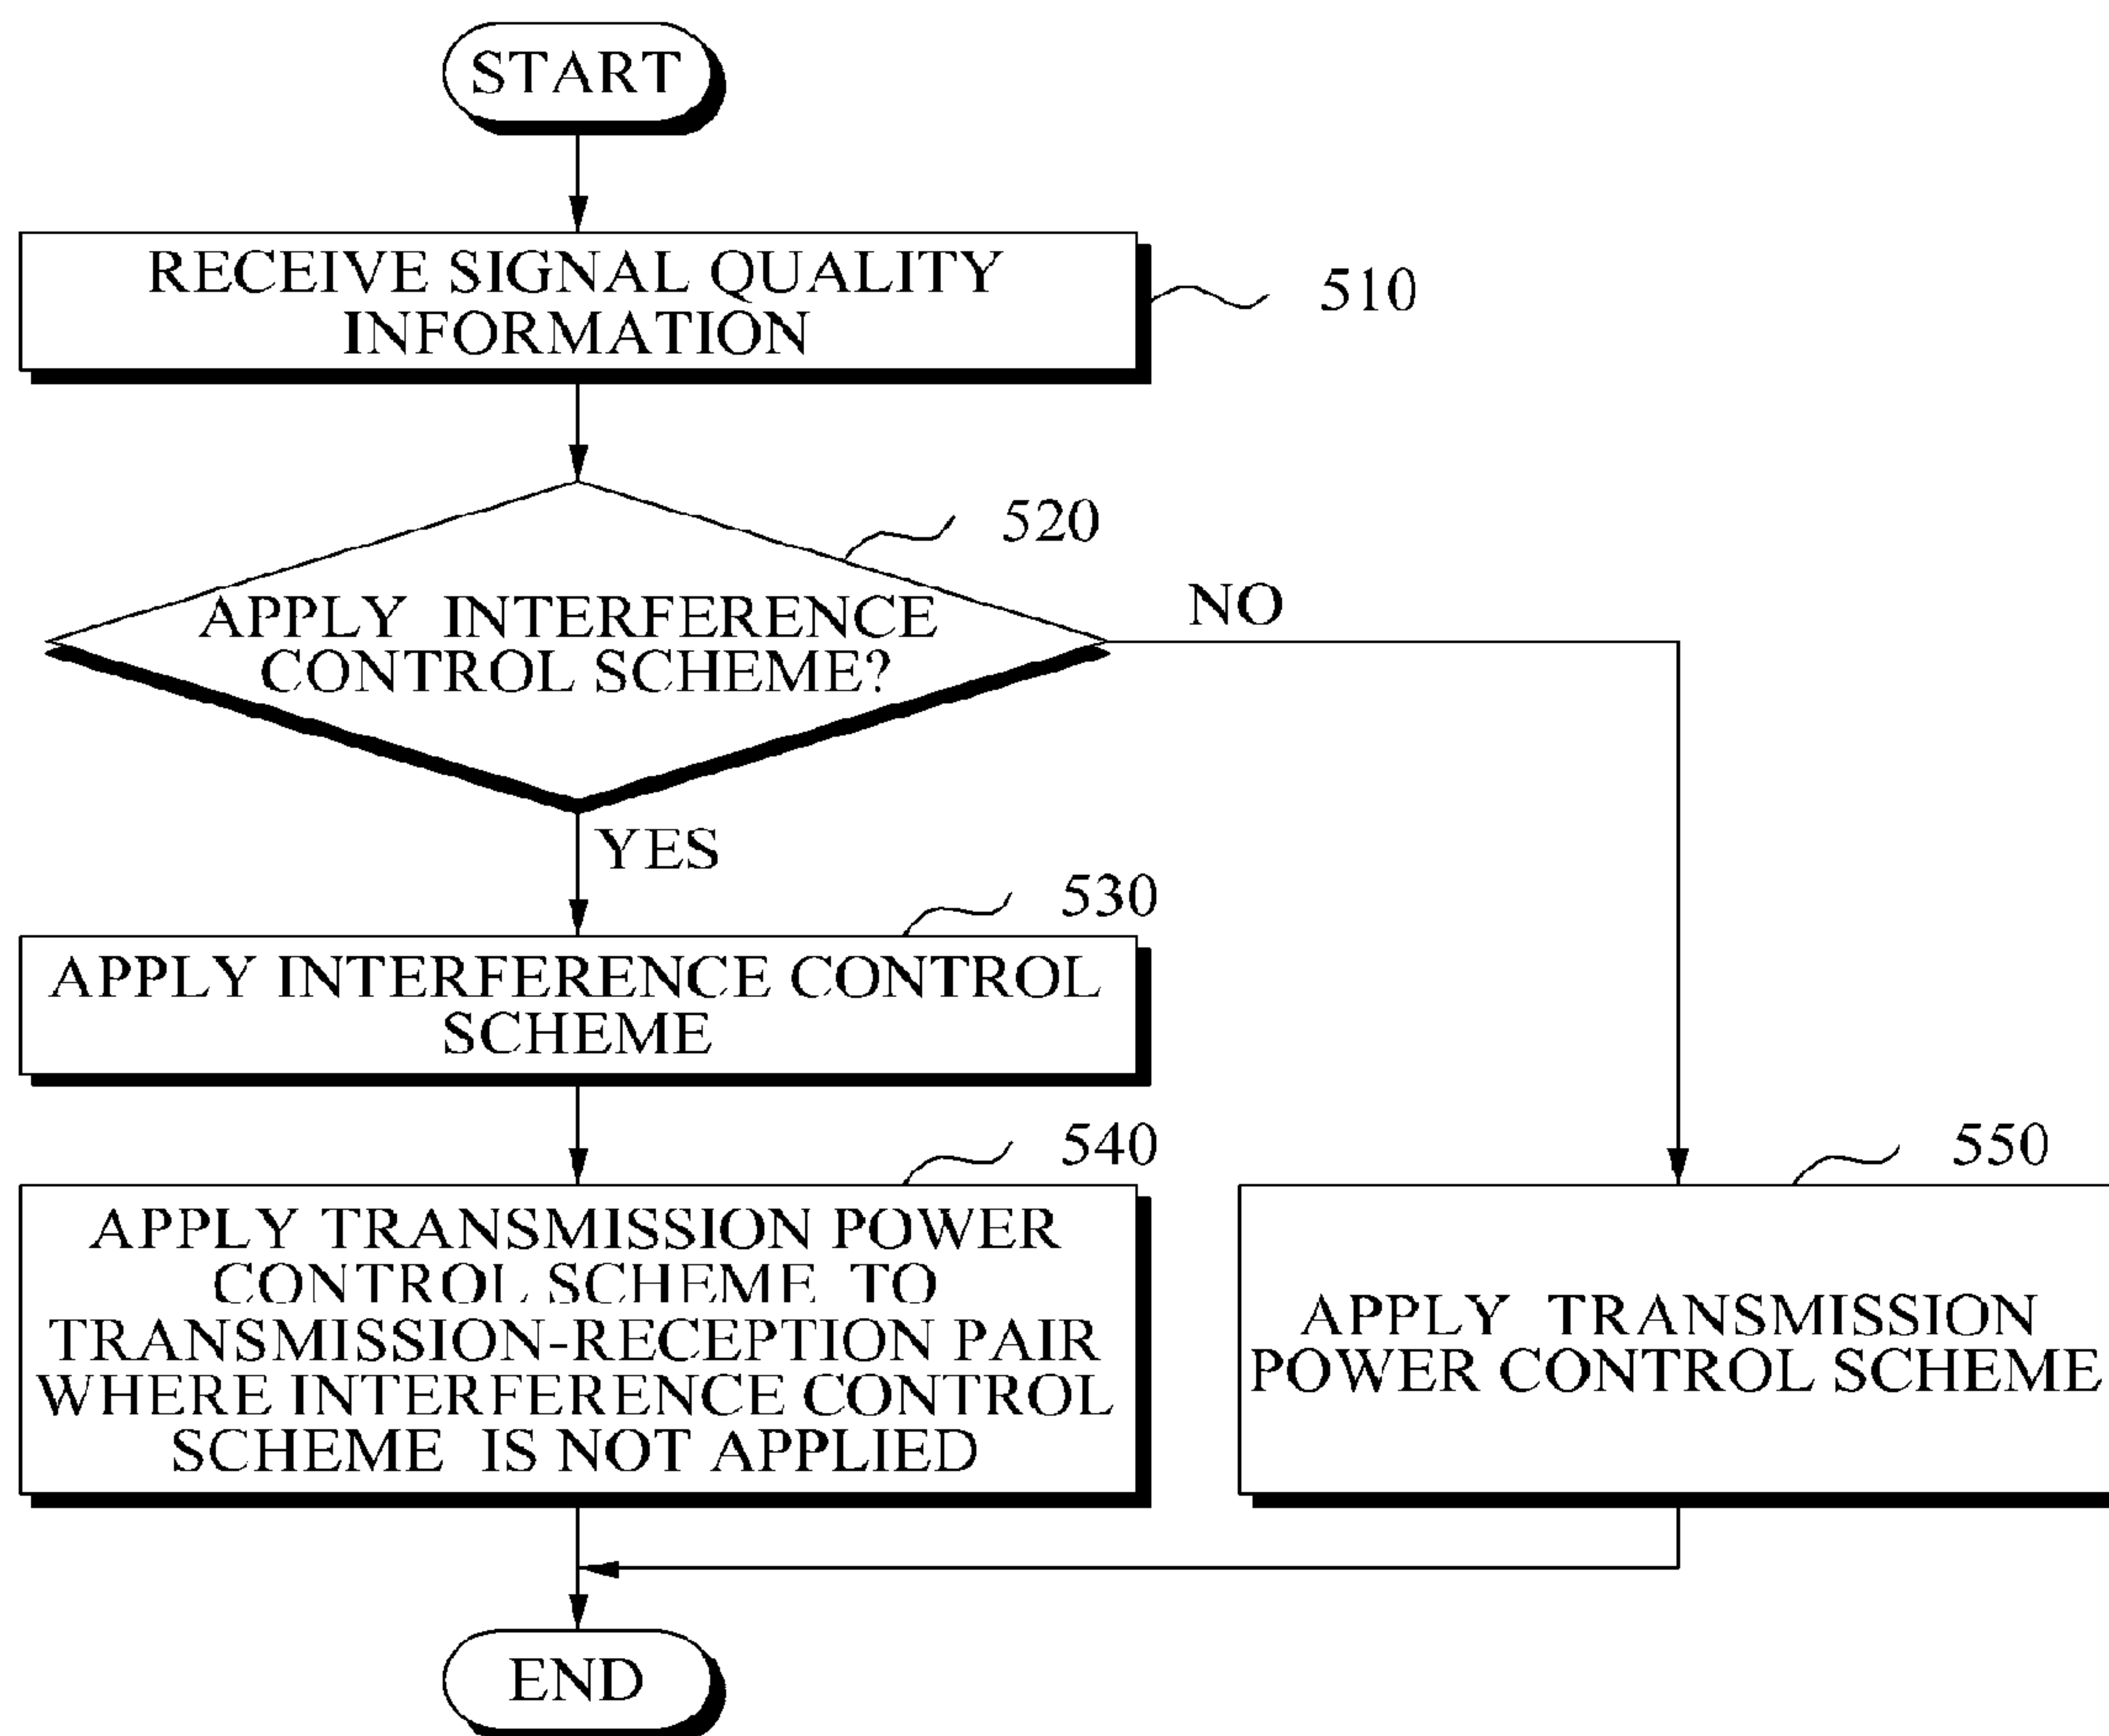 START
RECEIVE SIGNAL QUALITY
INFORMATION
510
520
APPLY INTERFERENCE
CONTROL SCHEME?
NO
YES
530
APPLY INTERFERENCE CONTROL
SCHEME
540
APPLY TRANSMISSION POWER
CONTROL SCHEME TO
TRANSMISSION-RECEPTION PAIR
WHERE INTERFERENCE CONTROL
SCHEME IS NOT APPLIED
550
APPLY TRANSMISSION
POWER CONTROL SCHEME
END